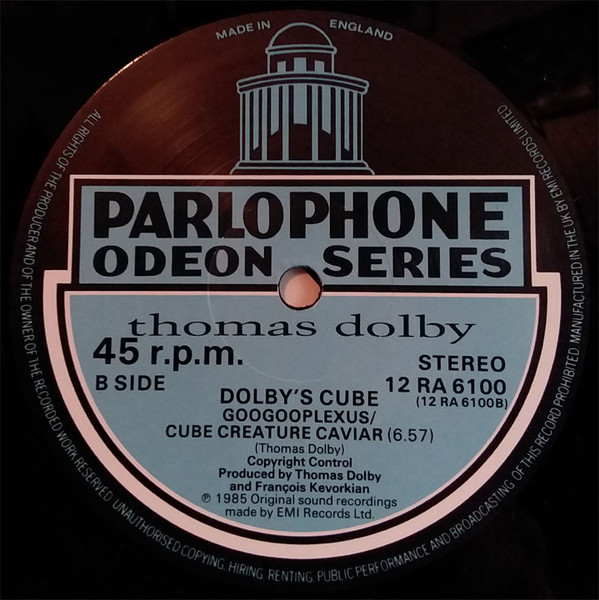 MADE IN ENGLAND
PARLOPHONE
ODEON SERIES
thomas dolby
45 r.p.m.
STEREO
B SIDE
12 RA 6100
(12 RA 6100B)
DOLBY'S CUBE
GOOGOOPLEXUS/
CUBE CREATURE CAVIAR (6.57)
(Thomas Dolby)
Copyright Control
Produced by Thomas Dolby
and François Kevorkian
℗ 1985 Original sound recordings
made by EMI Records Ltd.
ALL RIGHTS OF THE PRODUCER AND OF THE OWNER OF THE RECORDED WORK RESERVED. UNAUTHORISED COPYING, HIRING, RENTING, PUBLIC PERFORMANCE AND BROADCASTING OF THIS RECORD PROHIBITED. MANUFACTURED IN THE UK BY EMI RECORDS LIMITED